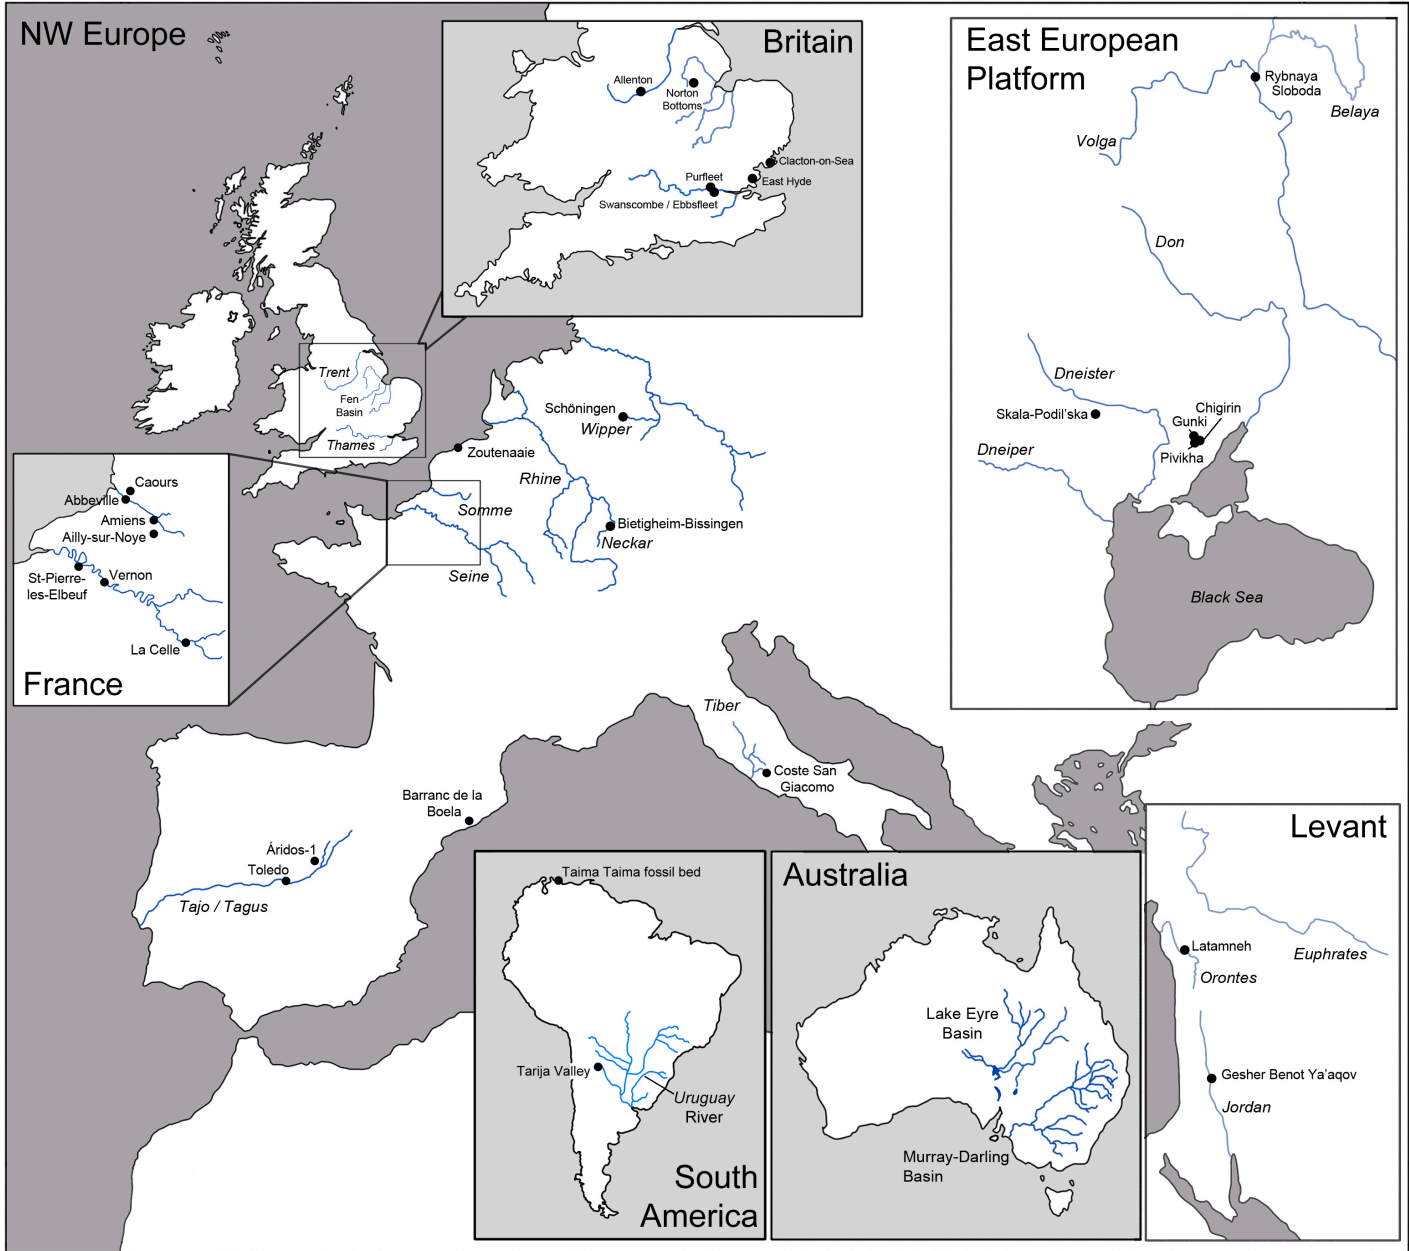 NW Europe
Britain
Allenton
Norton
Bottoms
Clacton-on-Sea
East Hyde
Purfleet
Swanscombe / Ebbsfleet
East European
Platform
Rybnaya
Sloboda
Belaya
Volga
Don
Dneister
Skala-Podil'ska
Chigirin
Gunki
Pivikha
Dneiper
Black Sea
Trent
Fen
Basin
Thames
Schöningen
Wipper
Zoutenaaie
Rhine
Somme
Bietigheim-Bissingen
Neckar
Seine
Caours
Abbeville
Amiens
Ailly-sur-Noye
St-Pierre-
les-Elbeuf
Vernon
La Celle
France
Tiber
Coste San
Giacomo
Barranc de la
Boela
Áridos-1
Toledo
Tajo / Tagus
Taima Taima fossil bed
Tarija Valley
Uruguay
River
South
America
Australia
Lake Eyre
Basin
Murray-Darling
Basin
Levant
Latamneh
Euphrates
Orontes
Gesher Benot Ya'aqov
Jordan